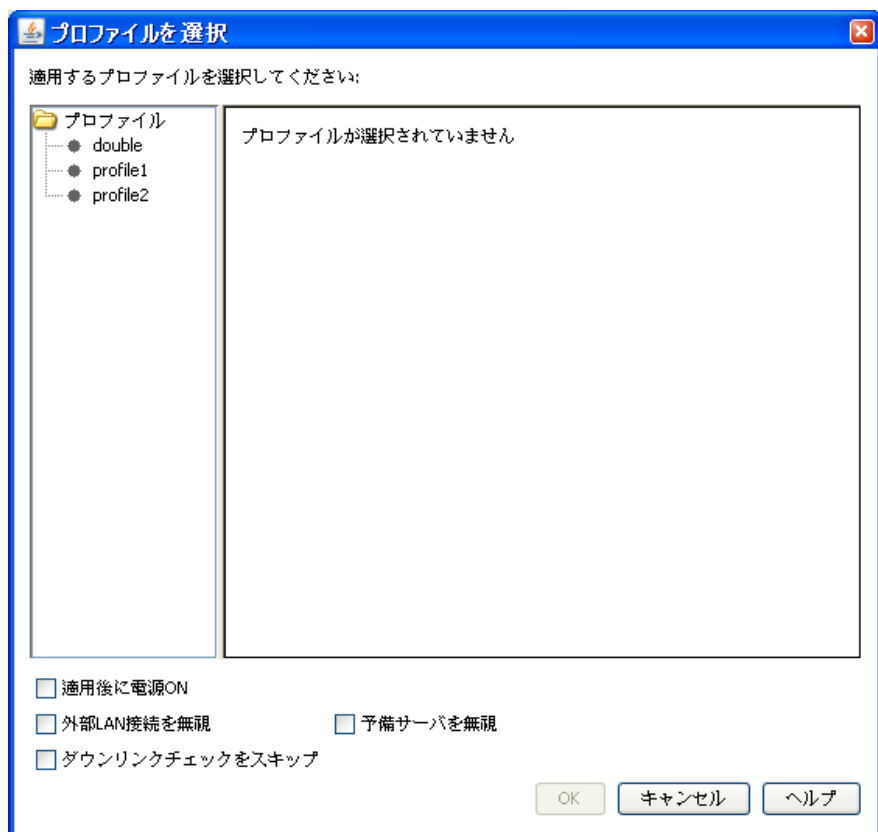 プロファイルを選択
適用するプロファイルを選択してください:
プロファイル
double
profile1
profile2
プロファイルが選択されていません
適用後に電源ON
外部LAN接続を無視
予備サーバを無視
ダウンリンクチェックをスキップ
OK
キャンセル
ヘルプ